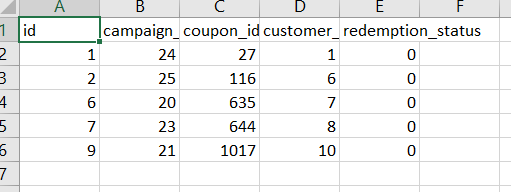 A B C D E F
1 id campaign_ coupon_id customer_ redemption_status
2 1 24 27 1 0
3 2 25 116 6 0
4 6 20 635 7 0
5 7 23 644 8 0
6 9 21 1017 10 0
7